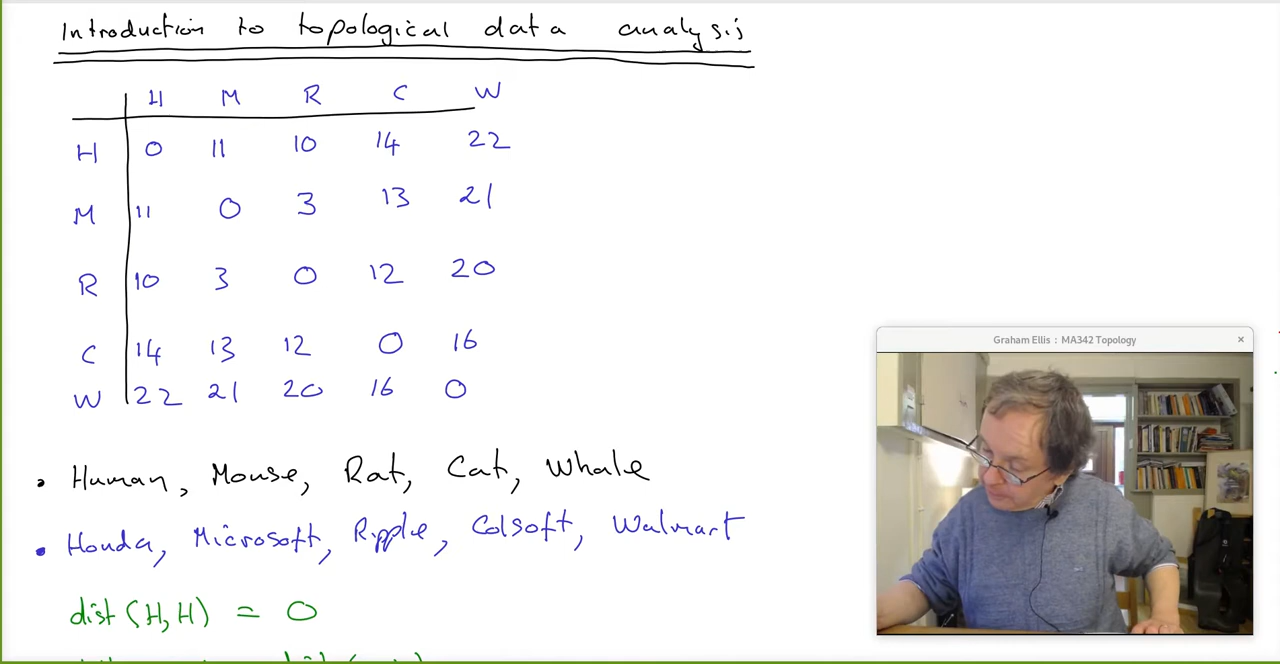 Introduction to topological data analysis
H M R C W
H 0 11 10 14 22
M 11 0 3 13 21
R 10 3 0 12 20
C 14 13 12 0 16
W 22 21 20 16 0
Graham Ellis : MA342 Topology
• Human, Mouse, Rat, Cat, Whale
• Honda, Microsoft, Ripple, Colsoft, Walmart
dist(H,H) = 0